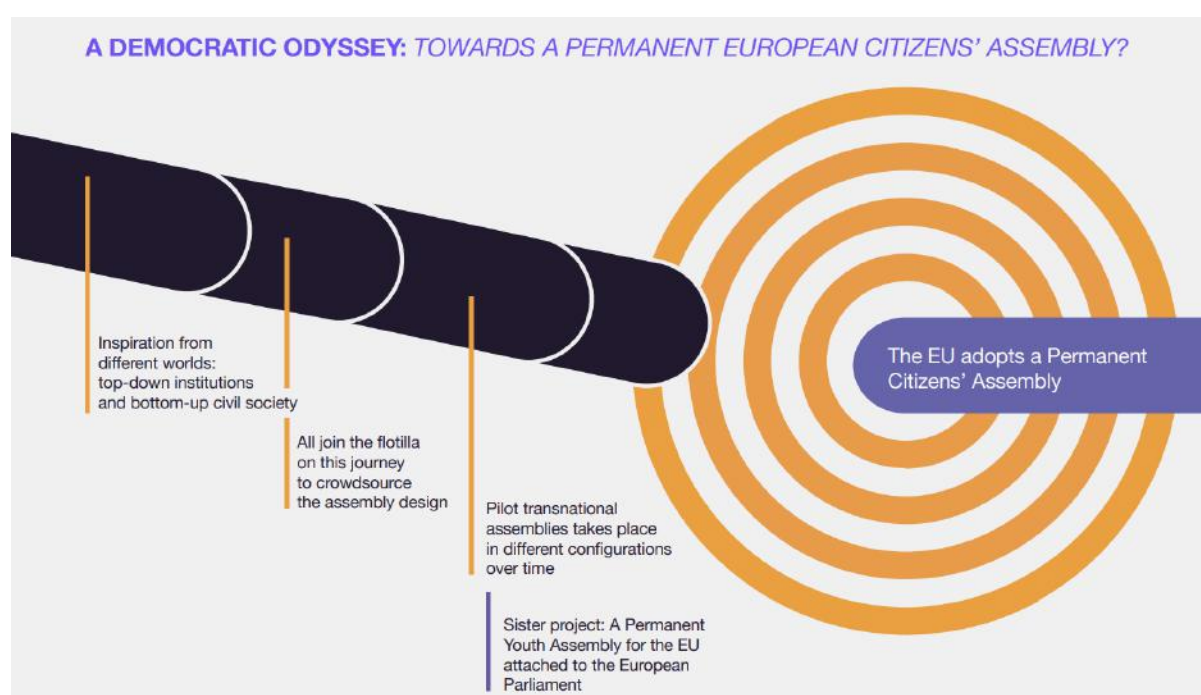 A DEMOCRATIC ODYSSEY: TOWARDS A PERMANENT EUROPEAN CITIZENS' ASSEMBLY?
Inspiration from
different worlds:
top-down institutions
and bottom-up civil society
All join the flotilla
on this journey
to crowdsource
the assembly design
Pilot transnational
assemblies takes place
in different configurations
over time
Sister project: A Permanent
Youth Assembly for the EU
attached to the European
Parliament
The EU adopts a Permanent
Citizens' Assembly